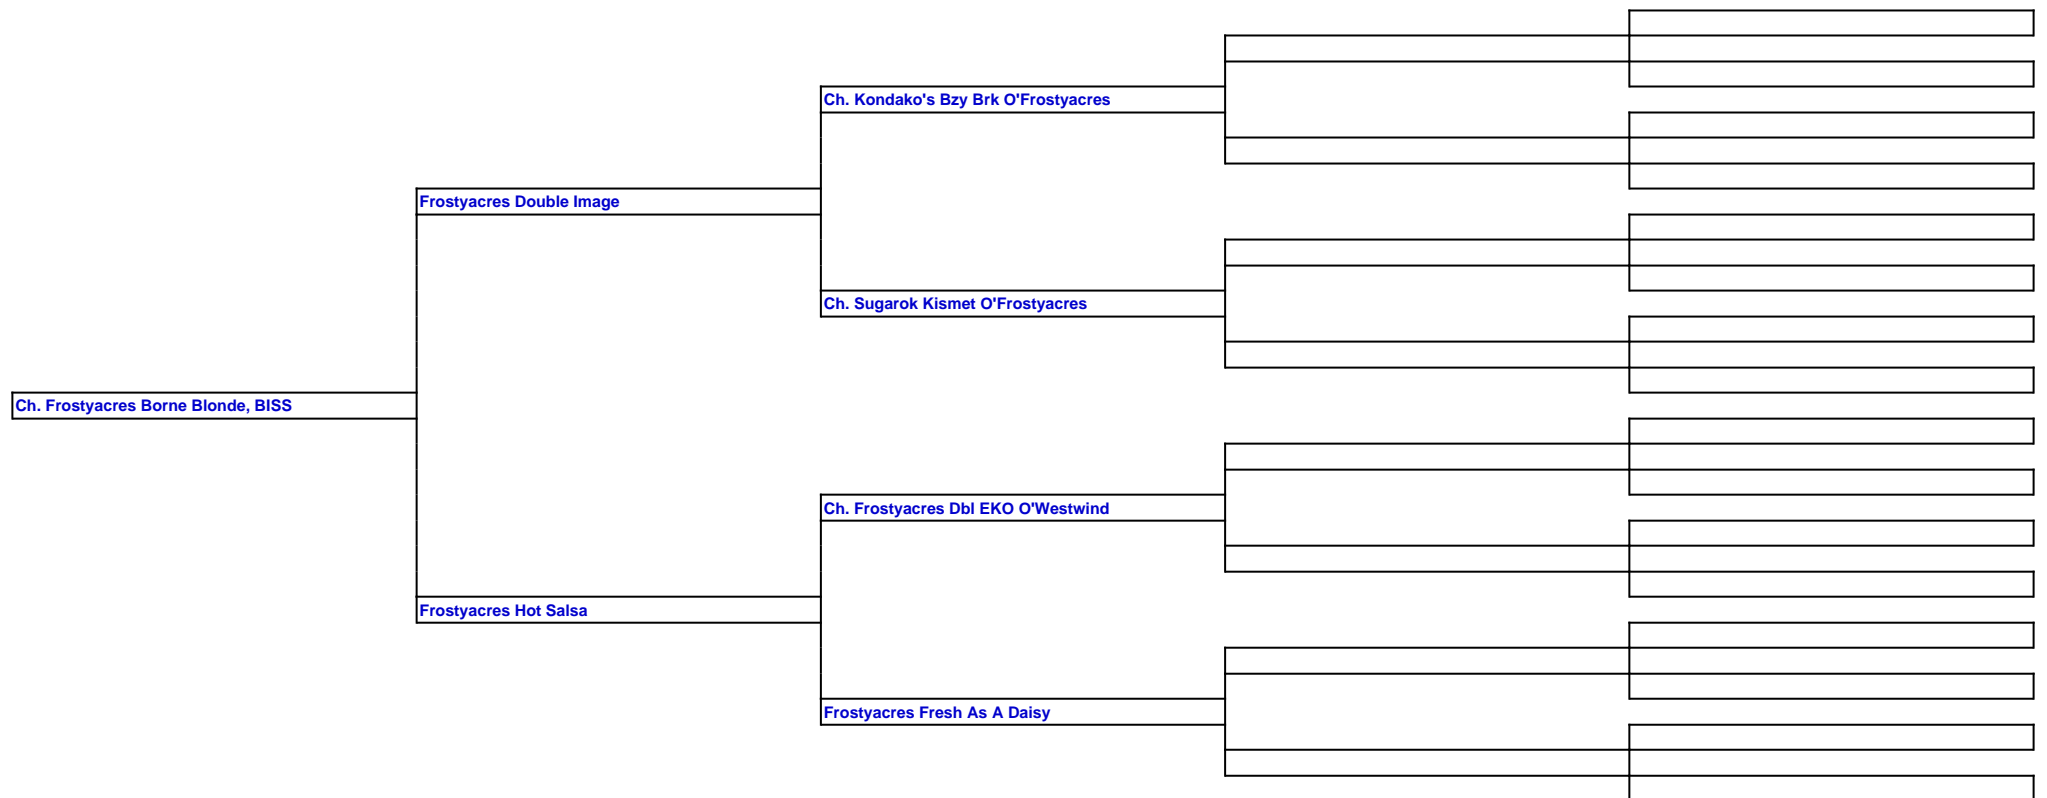 Ch. Kondako's Bzy Brk O'Frostyacres
Frostyacres Double Image
Ch. Sugarok Kismet O'Frostyacres
Ch. Frostyacres Borne Blonde, BISS
Ch. Frostyacres Dbl EKO O'Westwind
Frostyacres Hot Salsa
Frostyacres Fresh As A Daisy